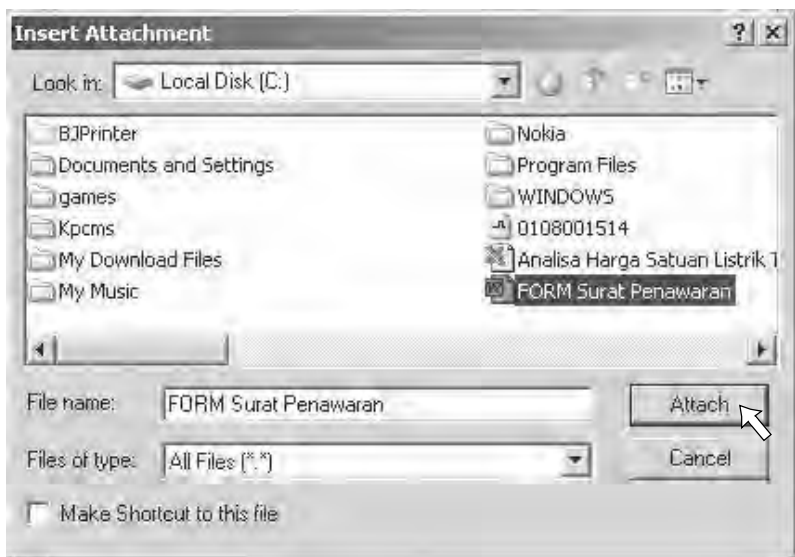 Insert Attachment
Look in: Local Disk (C:)
BJPrinter
Documents and Settings
games
Kpcms
My Download Files
My Music
Nokia
Program Files
WINDOWS
0108001514
Analisa Harga Satuan Listrik T
FORM Surat Penawaran
File name: FORM Surat Penawaran
Attach
Files of type: All Files (*.*)
Cancel
Make Shortcut to this file